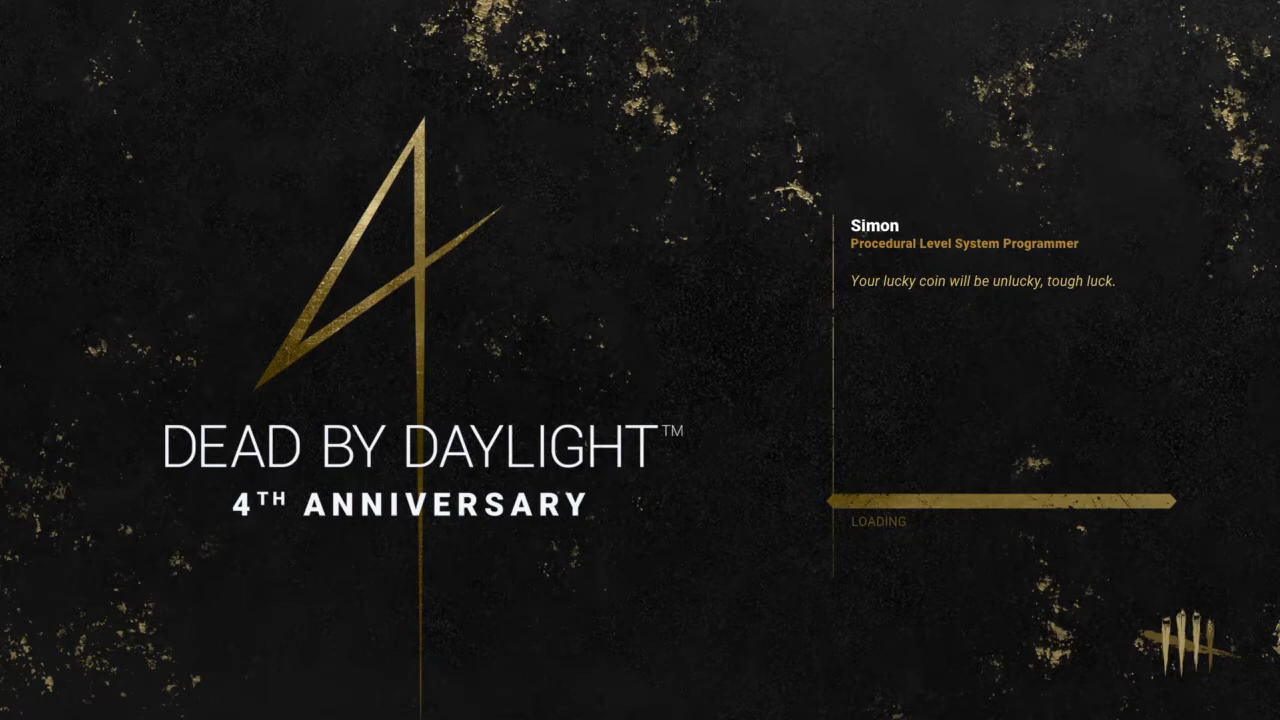 DEAD BY DAYLIGHT™
4TH ANNIVERSARY
Simon
Procedural Level System Programmer
Your lucky coin will be unlucky, tough luck.
LOADING